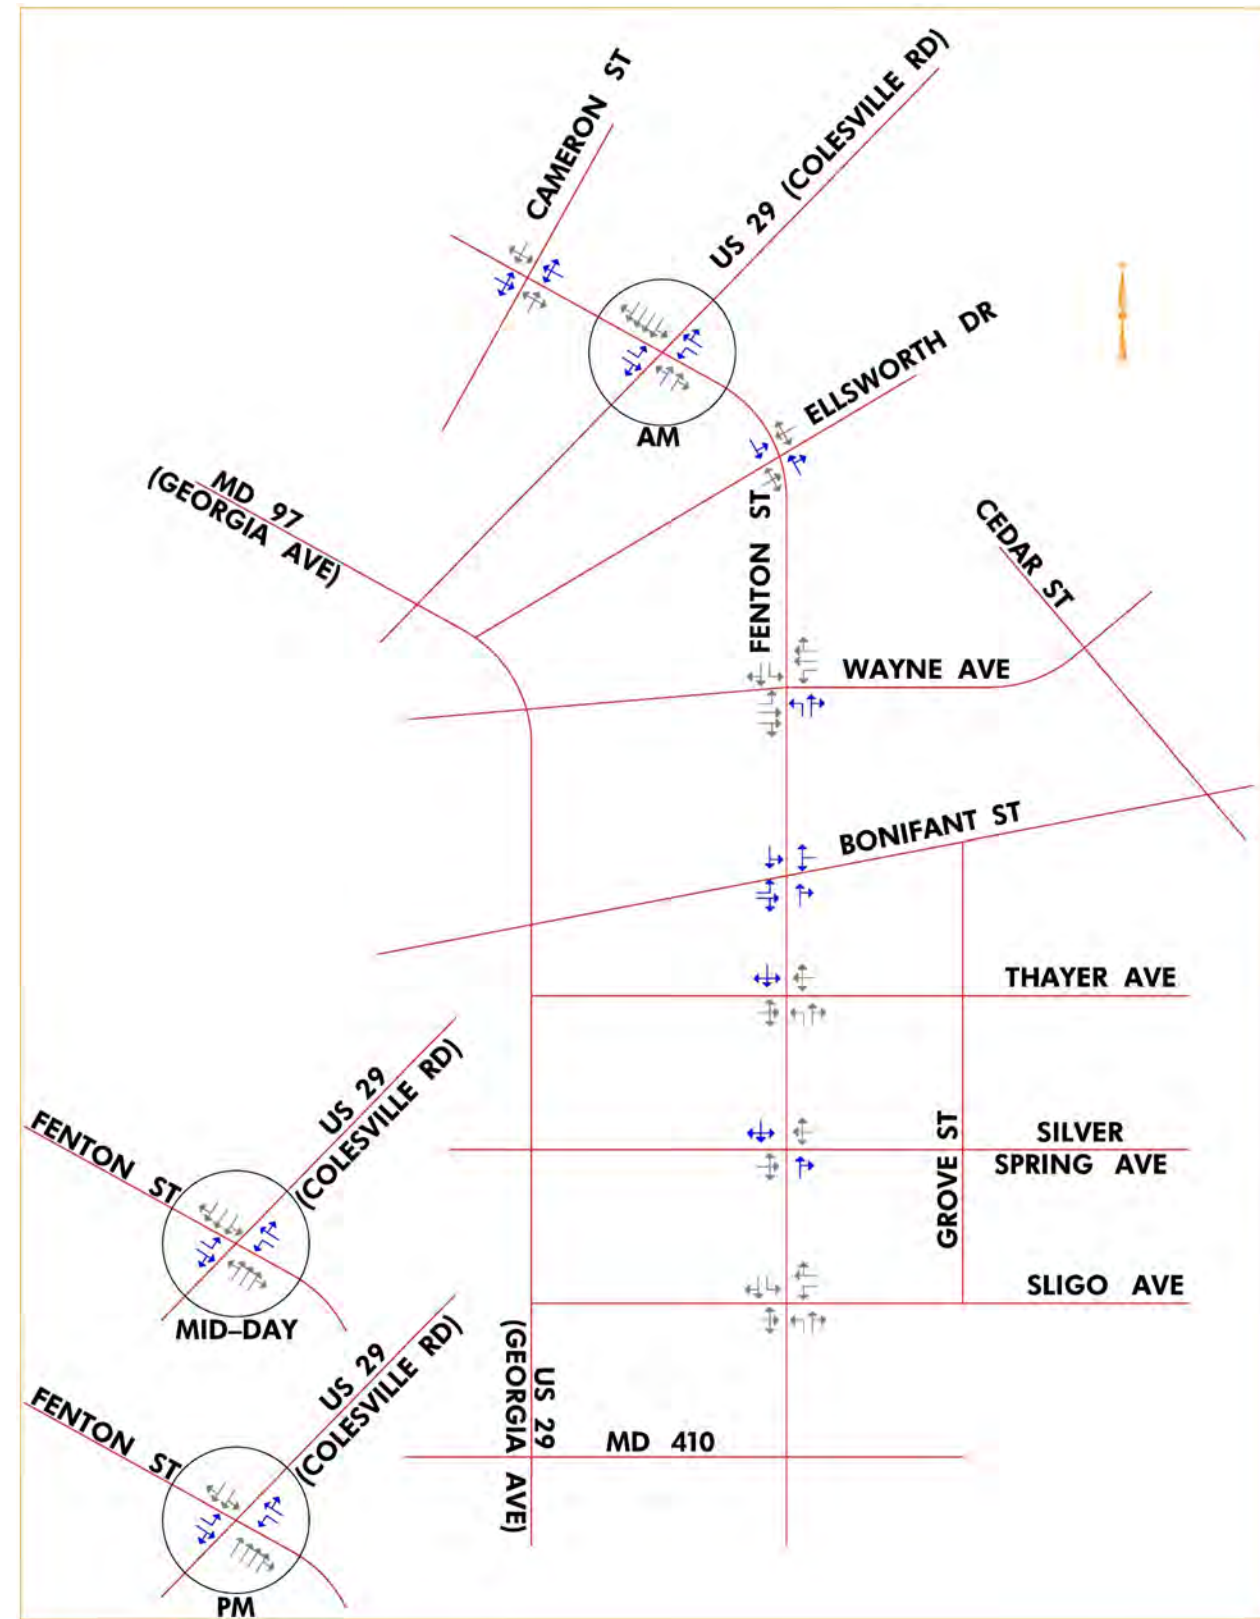 CAMERON ST
US 29 (COLESVILLE RD)
ELLSWORTH DR
AM
MD 97
(GEORGIA AVE)
FENTON ST
CEDAR ST
WAYNE AVE
BONIFANT ST
THAYER AVE
US 29
(COLESVILLE RD)
FENTON ST
MID-DAY
GROVE ST
SILVER
SPRING AVE
SLIGO AVE
US 29
(GEORGIA AVE)
MD 410
US 29
(COLESVILLE RD)
FENTON ST
PM